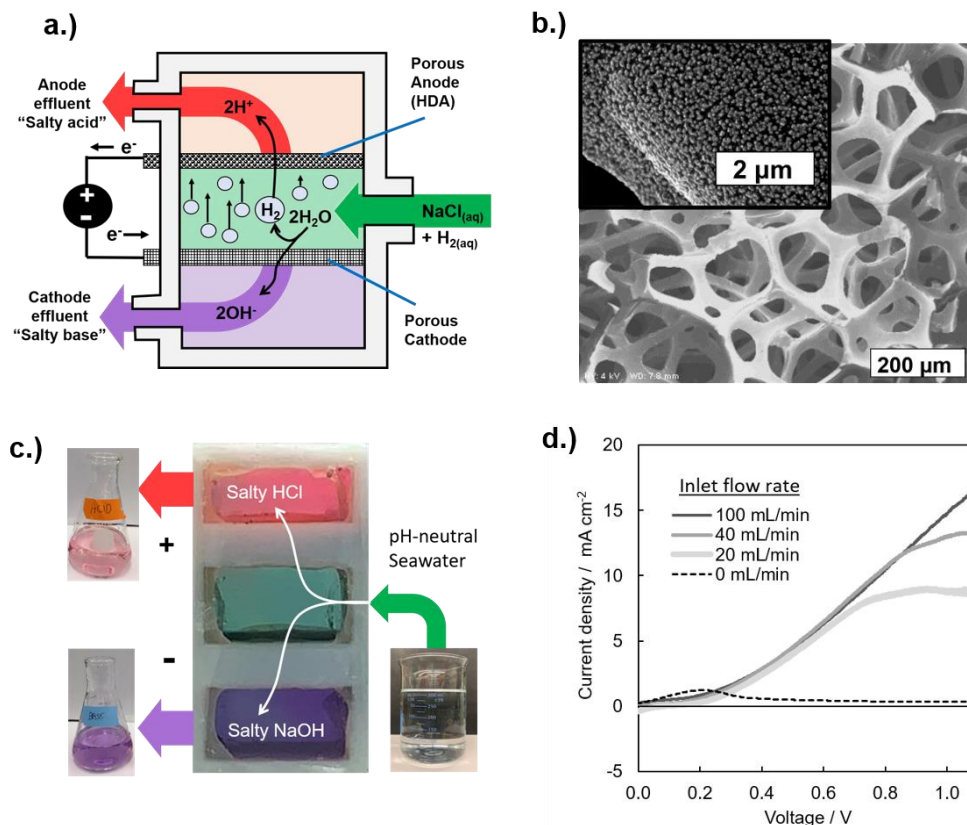 a.)
Anode
effluent
“Salty acid”
2H⁺
Porous
Anode
(HDA)
e⁻
+
-
H₂
2H₂O
NaCl(aq)
+ H₂(aq)
e⁻
Cathode
effluent
“Salty base”
2OH⁻
Porous
Cathode
b.)
2 µm
200 µm
c.)
Salty HCl
ACID
+
pH-neutral
Seawater
-
Salty NaOH
d.)
Current density / mA cm⁻²
20
15
10
5
0
-5
Inlet flow rate
100 mL/min
40 mL/min
20 mL/min
0 mL/min
0.0 0.2 0.4 0.6 0.8 1.0
Voltage / V